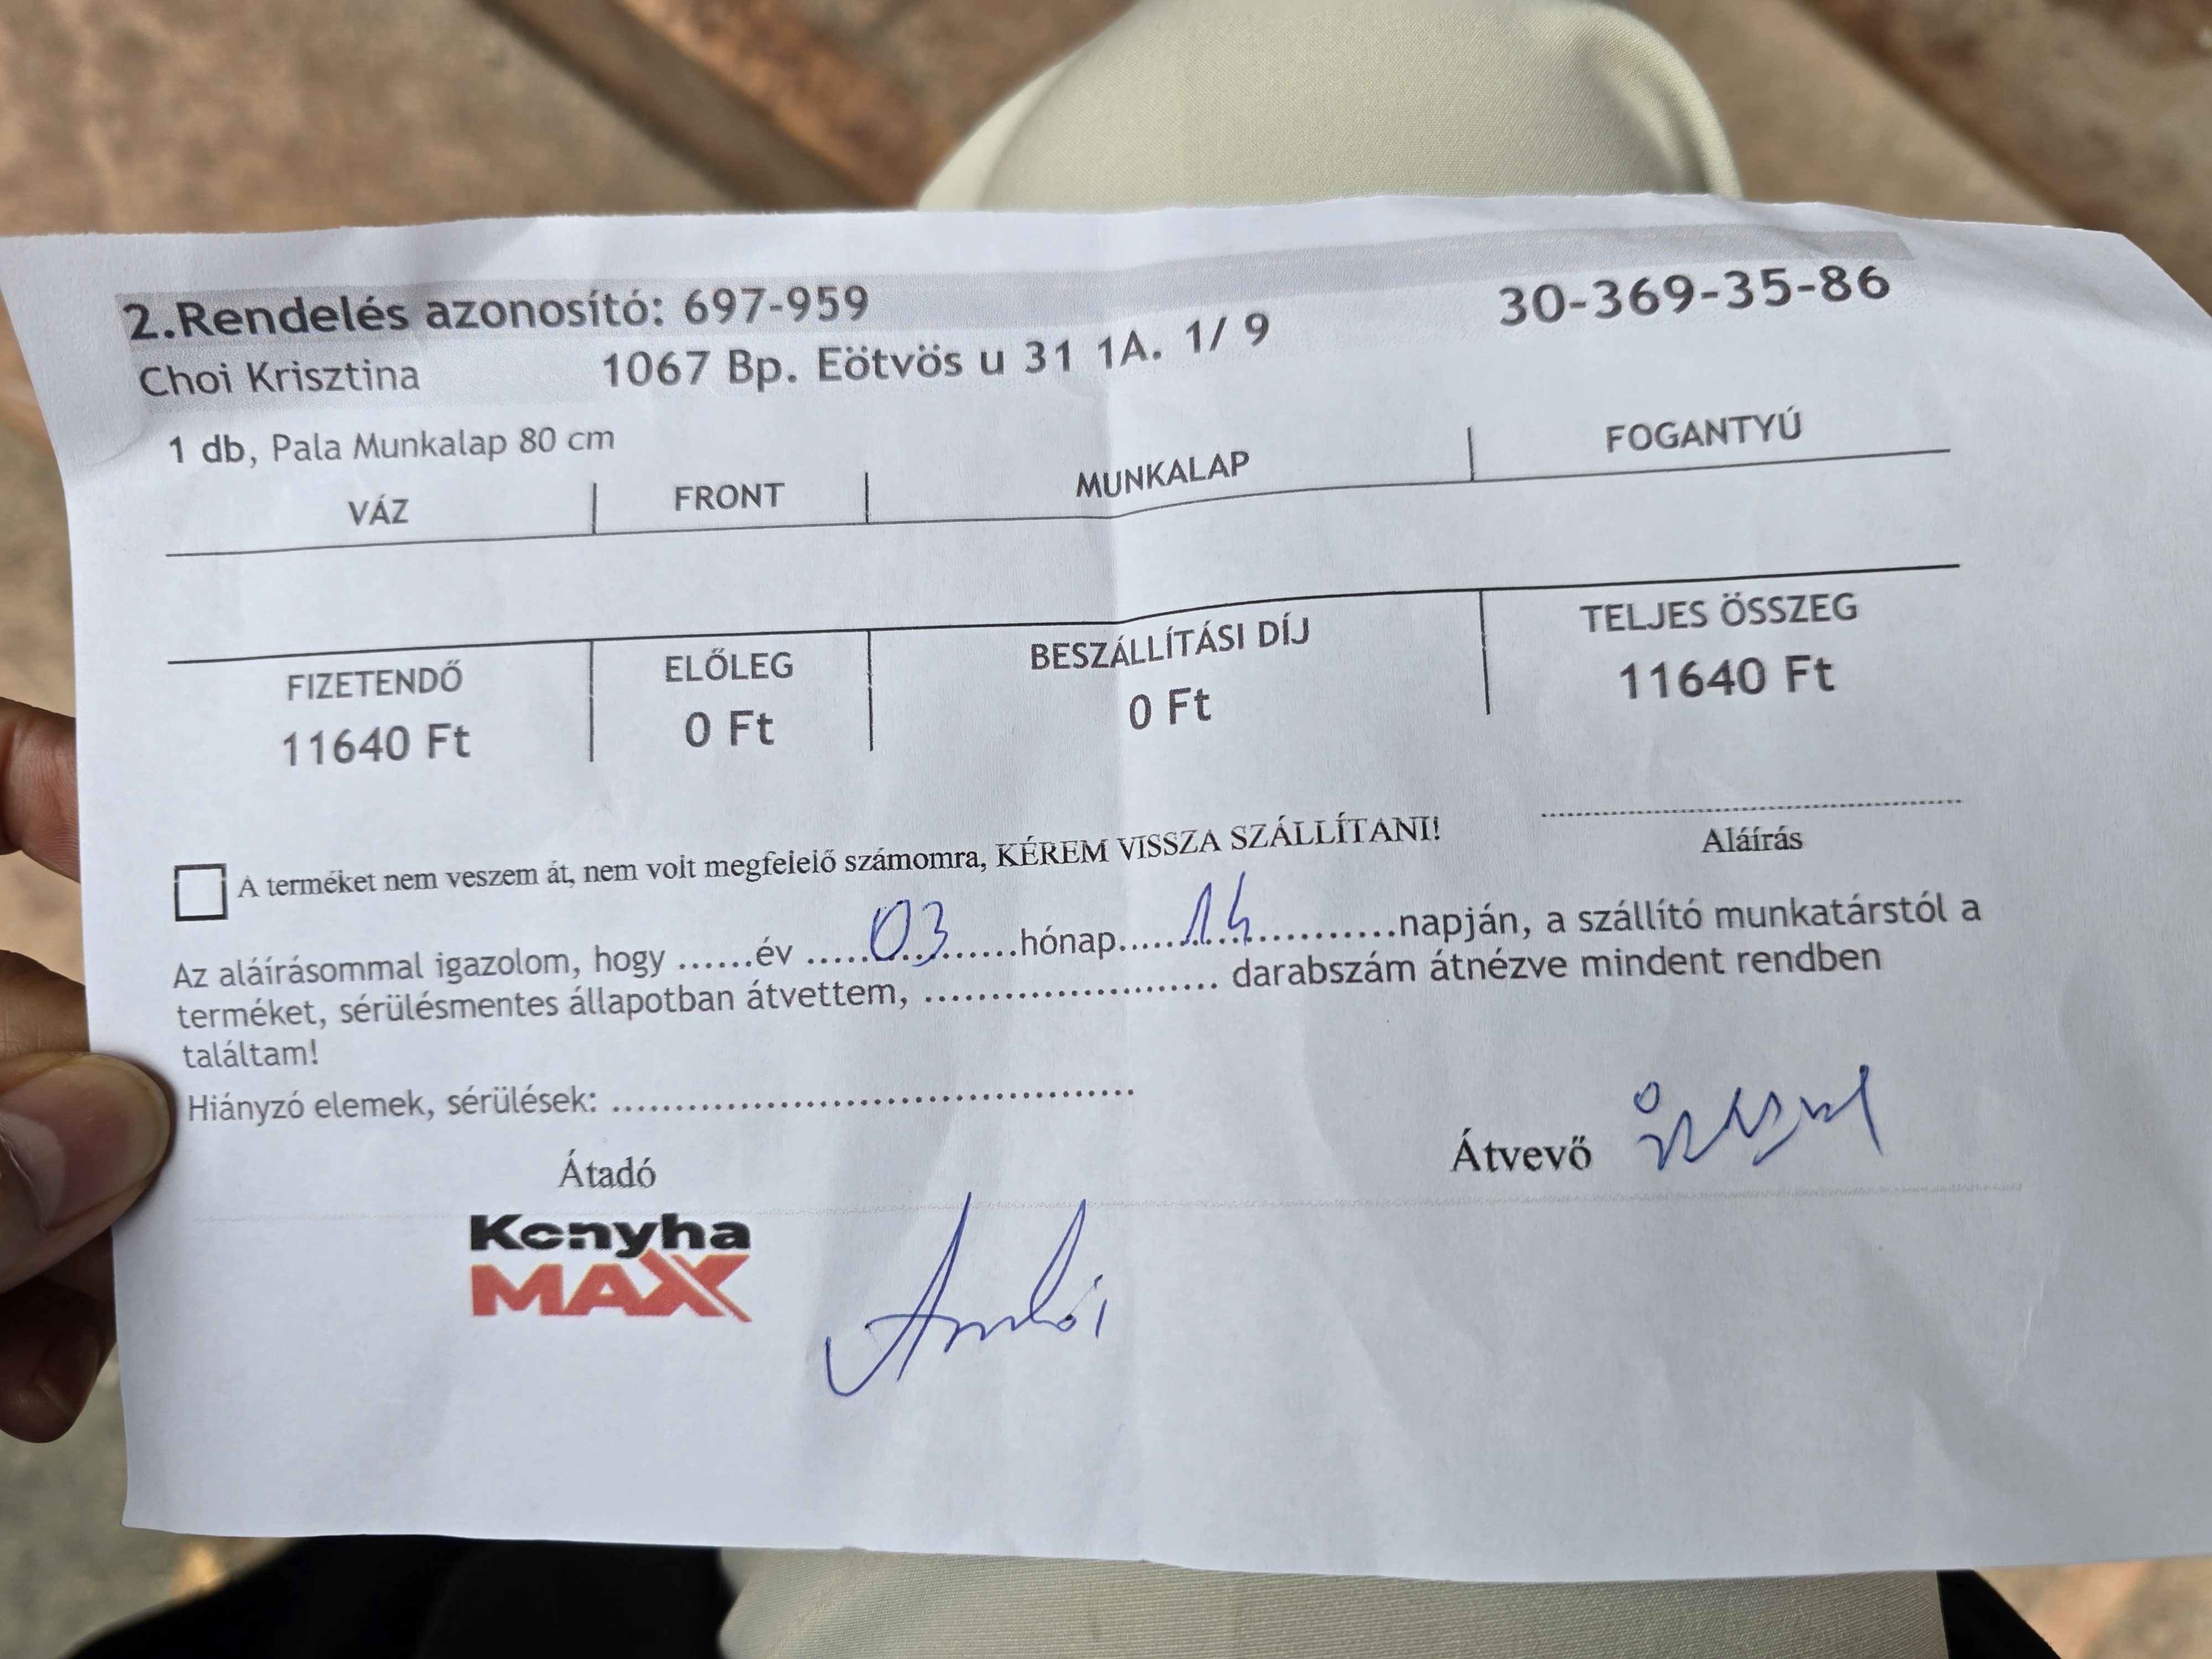 2.Rendelés azonosító: 697-959 30-369-35-86
Choi Krisztina 1067 Bp. Eötvös u 31 1A. 1/ 9
1 db, Pala Munkalap 80 cm
VÁZ FRONT MUNKALAP FOGANTYÚ
FIZETENDŐ ELŐLEG BESZÁLLÍTÁSI DÍJ TELJES ÖSSZEG
11640 Ft 0 Ft 0 Ft 11640 Ft
A terméket nem veszem át, nem volt megfelelő számomra, KÉREM VISSZA SZÁLLÍTANI!
Aláírás
Az aláírásommal igazolom, hogy ......év .....03......hónap.....14...........napján, a szállító munkatárstól a
terméket, sérülésmentes állapotban átvettem, ........................ darabszám átnézve mindent rendben
találtam!
Hiányzó elemek, sérülések: ..........................................
Átadó Átvevő
Konyha
MAX